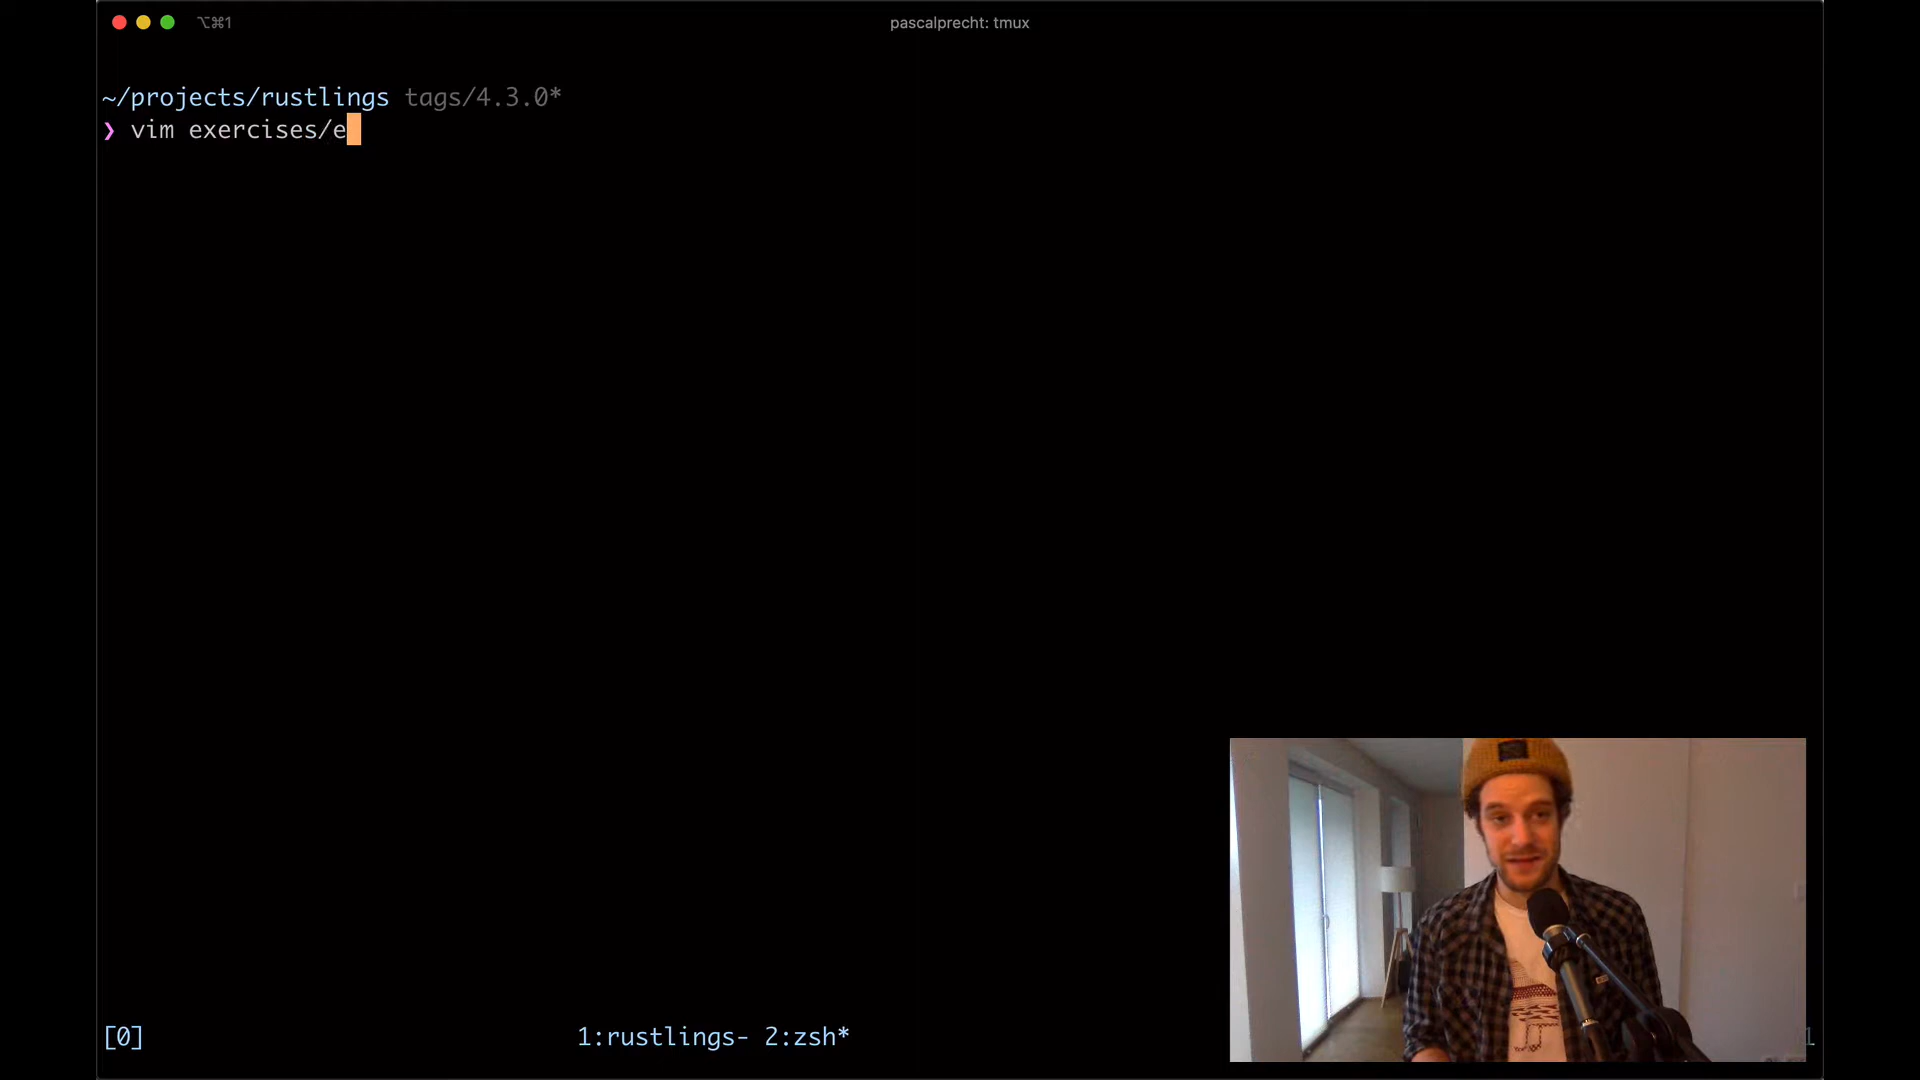 ⌥⌘1
pascalprecht: tmux
~/projects/rustlings tags/4.3.0*
❯ vim exercises/e
[0]
1:rustlings- 2:zsh*